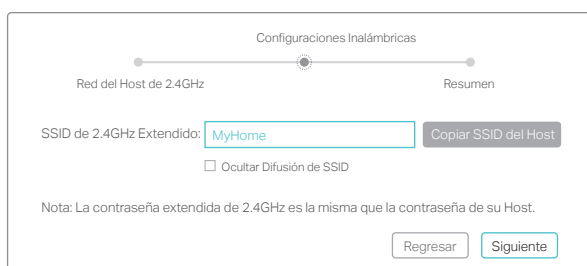 Configuraciones Inalámbricas
Red del Host de 2.4GHz
Resumen
SSID de 2.4GHz Extendido: MyHome Copiar SSID del Host
Ocultar Difusión de SSID
Nota: La contraseña extendida de 2.4GHz es la misma que la contraseña de su Host.
Regresar Siguiente